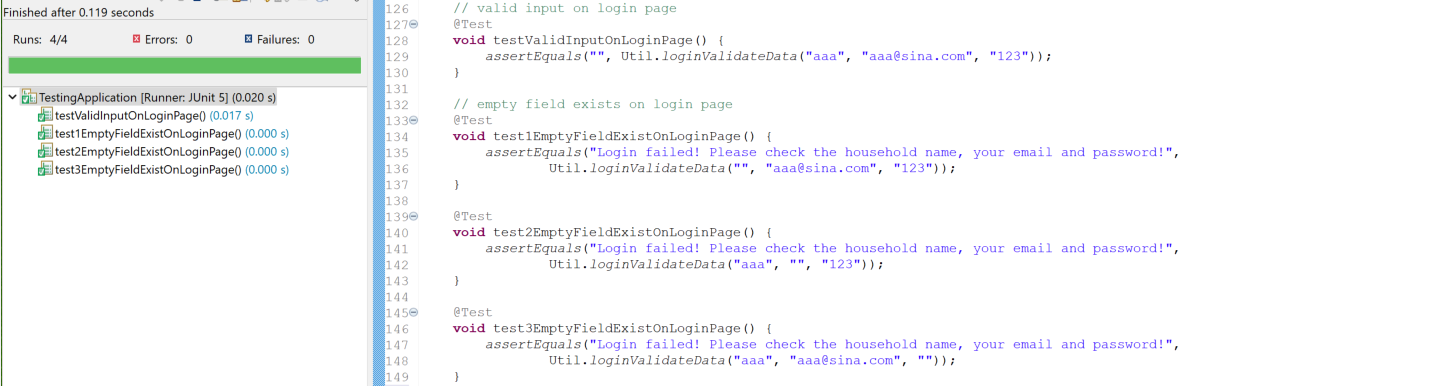 Finished after 0.119 seconds
Runs: 4/4 Errors: 0 Failures: 0
TestingApplication [Runner: JUnit 5] (0.020 s)
testValidInputOnLoginPage() (0.017 s)
test1EmptyFieldExistOnLoginPage() (0.000 s)
test2EmptyFieldExistOnLoginPage() (0.000 s)
test3EmptyFieldExistOnLoginPage() (0.000 s)
126 // valid input on login page
127 @Test
128 void testValidInputOnLoginPage() {
129 assertEquals("", Util.loginValidateData("aaa", "aaa@sina.com", "123"));
130 }
131
132 // empty field exists on login page
133 @Test
134 void test1EmptyFieldExistOnLoginPage() {
135 assertEquals("Login failed! Please check the household name, your email and password!",
136 Util.loginValidateData("", "aaa@sina.com", "123"));
137 }
138
139 @Test
140 void test2EmptyFieldExistOnLoginPage() {
141 assertEquals("Login failed! Please check the household name, your email and password!",
142 Util.loginValidateData("aaa", "", "123"));
143 }
144
145 @Test
146 void test3EmptyFieldExistOnLoginPage() {
147 assertEquals("Login failed! Please check the household name, your email and password!",
148 Util.loginValidateData("aaa", "aaa@sina.com", ""));
149 }